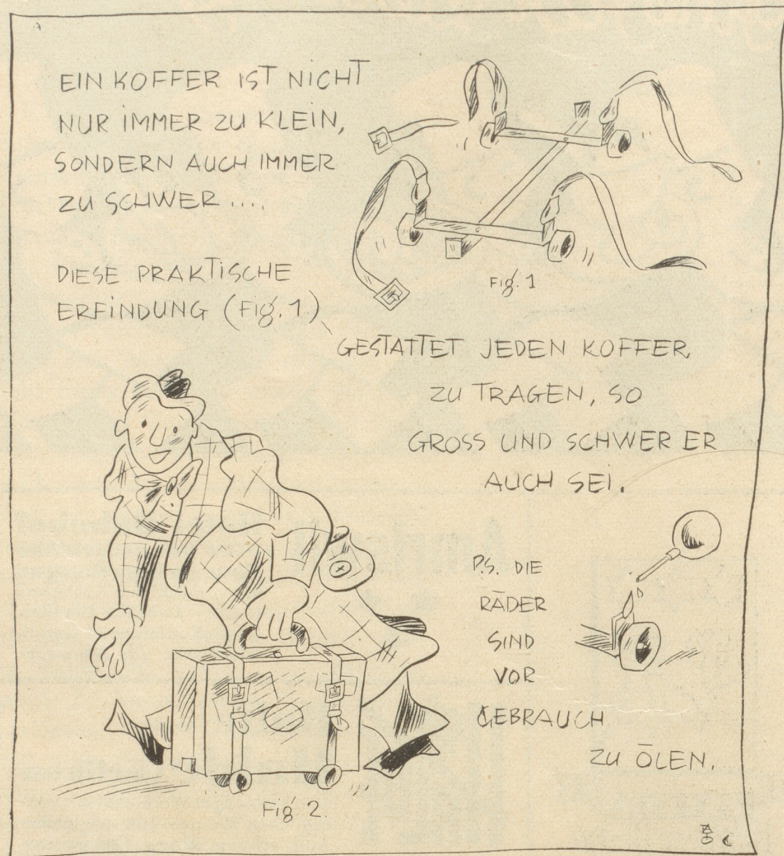 EIN KOFFER IST NICHT
NUR IMMER ZU KLEIN,
SONDERN AUCH IMMER
ZU SCHWER....
Fig. 1
DIESE PRAKTISCHE
ERFINDUNG (Fig. 1)
GESTATTET JEDEN KOFFER,
ZU TRAGEN, SO
GROSS UND SCHWER ER
AUCH SEI.
P.S. DIE
RÄDER
SIND
VOR
GEBRAUCH
ZU ÖLEN.
Fig 2.